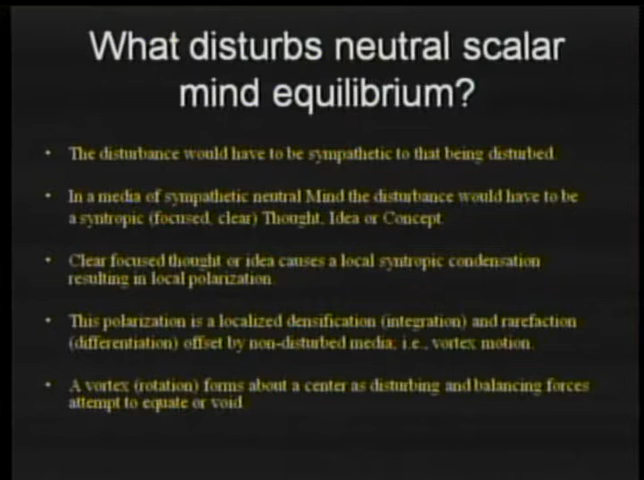 What disturbs neutral scalar
mind equilibrium?
• The disturbance would have to be sympathetic to that being disturbed.
• In a media of sympathetic neutral Mind the disturbance would have to be
a syntropic (focused, clear) Thought, Idea or Concept.
• Clear focused thought or idea causes a local syntropic condensation
resulting in local polarization.
• This polarization is a localized densification (integration) and rarefaction
(differentiation) offset by non-disturbed media; i.e., vortex motion.
• A vortex (rotation) forms about a center as disturbing and balancing forces
attempt to equate or void